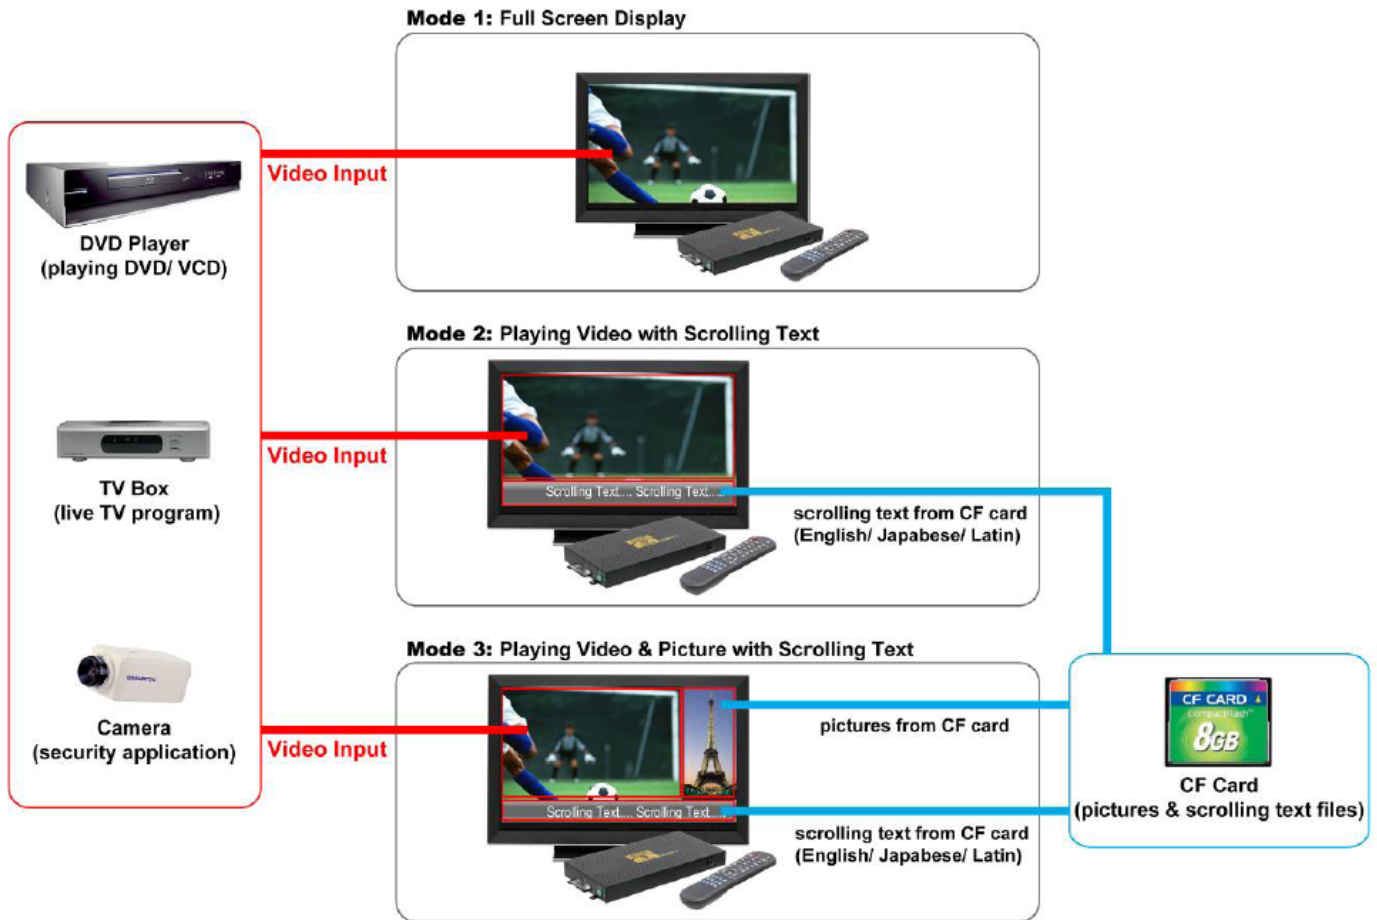 Mode 1: Full Screen Display
Video Input
DVD Player
(playing DVD/ VCD)
Mode 2: Playing Video with Scrolling Text
Video Input
TV Box
(live TV program)
Scrolling Text.... Scrolling Text.....
scrolling text from CF card
(English/ Japabese/ Latin)
Mode 3: Playing Video & Picture with Scrolling Text
Video Input
Camera
(security application)
pictures from CF card
Scrolling Text.... Scrolling Text.....
scrolling text from CF card
(English/ Japabese/ Latin)
CF CARD
CompactFlash
8GB
CF Card
(pictures & scrolling text files)